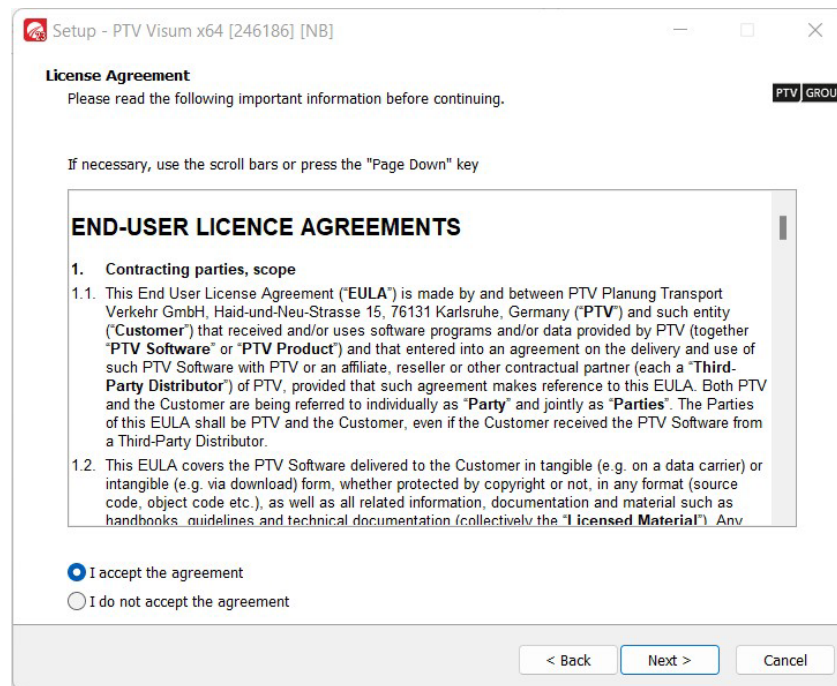 Setup - PTV Visum x64 [246186] [NB]
License Agreement
Please read the following important information before continuing.
PTV GROU
If necessary, use the scroll bars or press the "Page Down" key
END-USER LICENCE AGREEMENTS
1. Contracting parties, scope
1.1. This End User License Agreement (“EULA”) is made by and between PTV Planung Transport
Verkehr GmbH, Haid-und-Neu-Strasse 15, 76131 Karlsruhe, Germany (“PTV”) and such entity
(“Customer”) that received and/or uses software programs and/or data provided by PTV (together
“PTV Software” or “PTV Product”) and that entered into an agreement on the delivery and use of
such PTV Software with PTV or an affiliate, reseller or other contractual partner (each a “Third-
Party Distributor”) of PTV, provided that such agreement makes reference to this EULA. Both PTV
and the Customer are being referred to individually as “Party” and jointly as “Parties”. The Parties
of this EULA shall be PTV and the Customer, even if the Customer received the PTV Software from
a Third-Party Distributor.
1.2. This EULA covers the PTV Software delivered to the Customer in tangible (e.g. on a data carrier) or
intangible (e.g. via download) form, whether protected by copyright or not, in any format (source
code, object code etc.), as well as all related information, documentation and material such as
handbooks, guidelines and technical documentation (collectively the “Licensed Material”). Any
I accept the agreement
I do not accept the agreement
< Back
Next >
Cancel